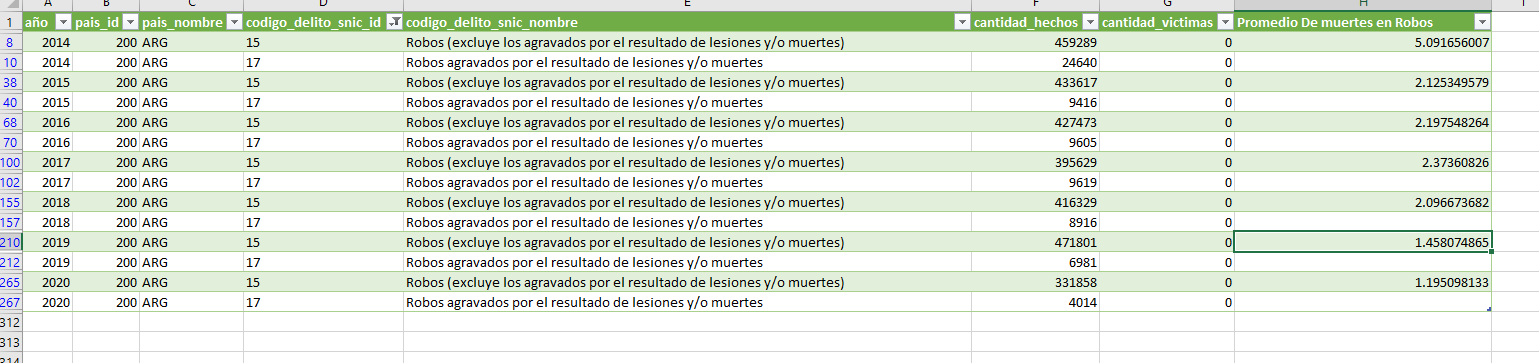 A B C D E F G H I
1 año pais_id pais_nombre codigo_delito_snic_id codigo_delito_snic_nombre cantidad_hechos cantidad_victimas Promedio De muertes en Robos
8 2014 200 ARG 15 Robos (excluye los agravados por el resultado de lesiones y/o muertes) 459289 0 5.091656007
10 2014 200 ARG 17 Robos agravados por el resultado de lesiones y/o muertes 24640 0
38 2015 200 ARG 15 Robos (excluye los agravados por el resultado de lesiones y/o muertes) 433617 0 2.125349579
40 2015 200 ARG 17 Robos agravados por el resultado de lesiones y/o muertes 9416 0
68 2016 200 ARG 15 Robos (excluye los agravados por el resultado de lesiones y/o muertes) 427473 0 2.197548264
70 2016 200 ARG 17 Robos agravados por el resultado de lesiones y/o muertes 9605 0
100 2017 200 ARG 15 Robos (excluye los agravados por el resultado de lesiones y/o muertes) 395629 0 2.37360826
102 2017 200 ARG 17 Robos agravados por el resultado de lesiones y/o muertes 9619 0
155 2018 200 ARG 15 Robos (excluye los agravados por el resultado de lesiones y/o muertes) 416329 0 2.096673682
157 2018 200 ARG 17 Robos agravados por el resultado de lesiones y/o muertes 8916 0
210 2019 200 ARG 15 Robos (excluye los agravados por el resultado de lesiones y/o muertes) 471801 0 1.458074865
212 2019 200 ARG 17 Robos agravados por el resultado de lesiones y/o muertes 6981 0
265 2020 200 ARG 15 Robos (excluye los agravados por el resultado de lesiones y/o muertes) 331858 0 1.195098133
267 2020 200 ARG 17 Robos agravados por el resultado de lesiones y/o muertes 4014 0
312
313
314